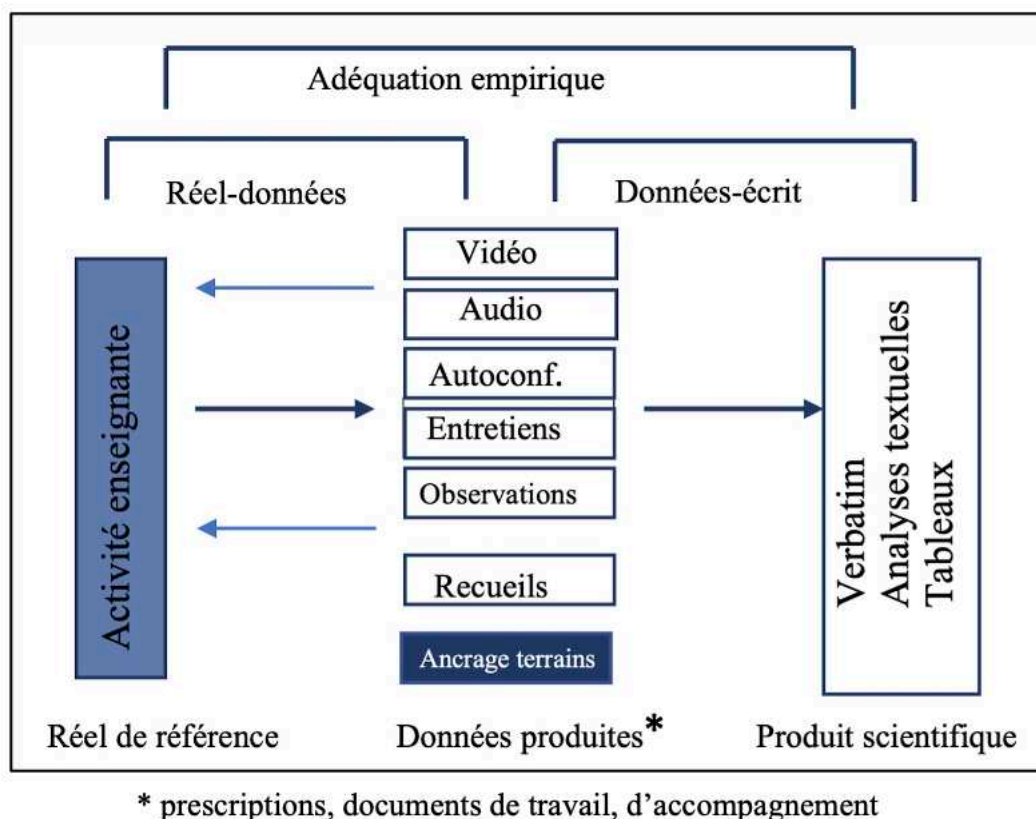 Adéquation empirique
Réel-données
Données-écrit
Activité enseignante
Vidéo
Audio
Autoconf.
Entretiens
Observations
Recueils
Ancrage terrains
Verbatim
Analyses textuelles
Tableaux
Réel de référence
Données produites*
Produit scientifique
* prescriptions, documents de travail, d'accompagnement